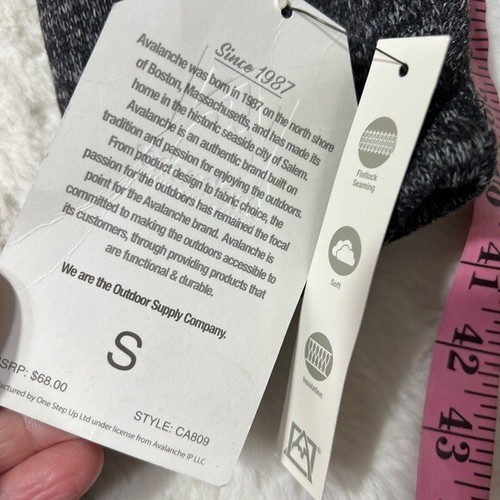 Since 1987
Avalanche was born in 1987 on the north shore
of Boston, Massachusetts, and has made its
home in the historic seaside city of Salem.
Avalanche is an authentic brand built on
tradition and passion for enjoying the outdoors.
From product design to fabric choice, the
passion for the outdoors has remained the focal
point for the Avalanche brand. Avalanche is
committed to making the outdoors accessible to
its customers, through providing products that
are functional & durable.
We are the Outdoor Supply Company.
S
SRP: $68.00
STYLE: CA809
actured by One Step Up Ltd under license from Avalanche IP LLC
Flatlock
Seaming
Soft
Insulation
41
42
43